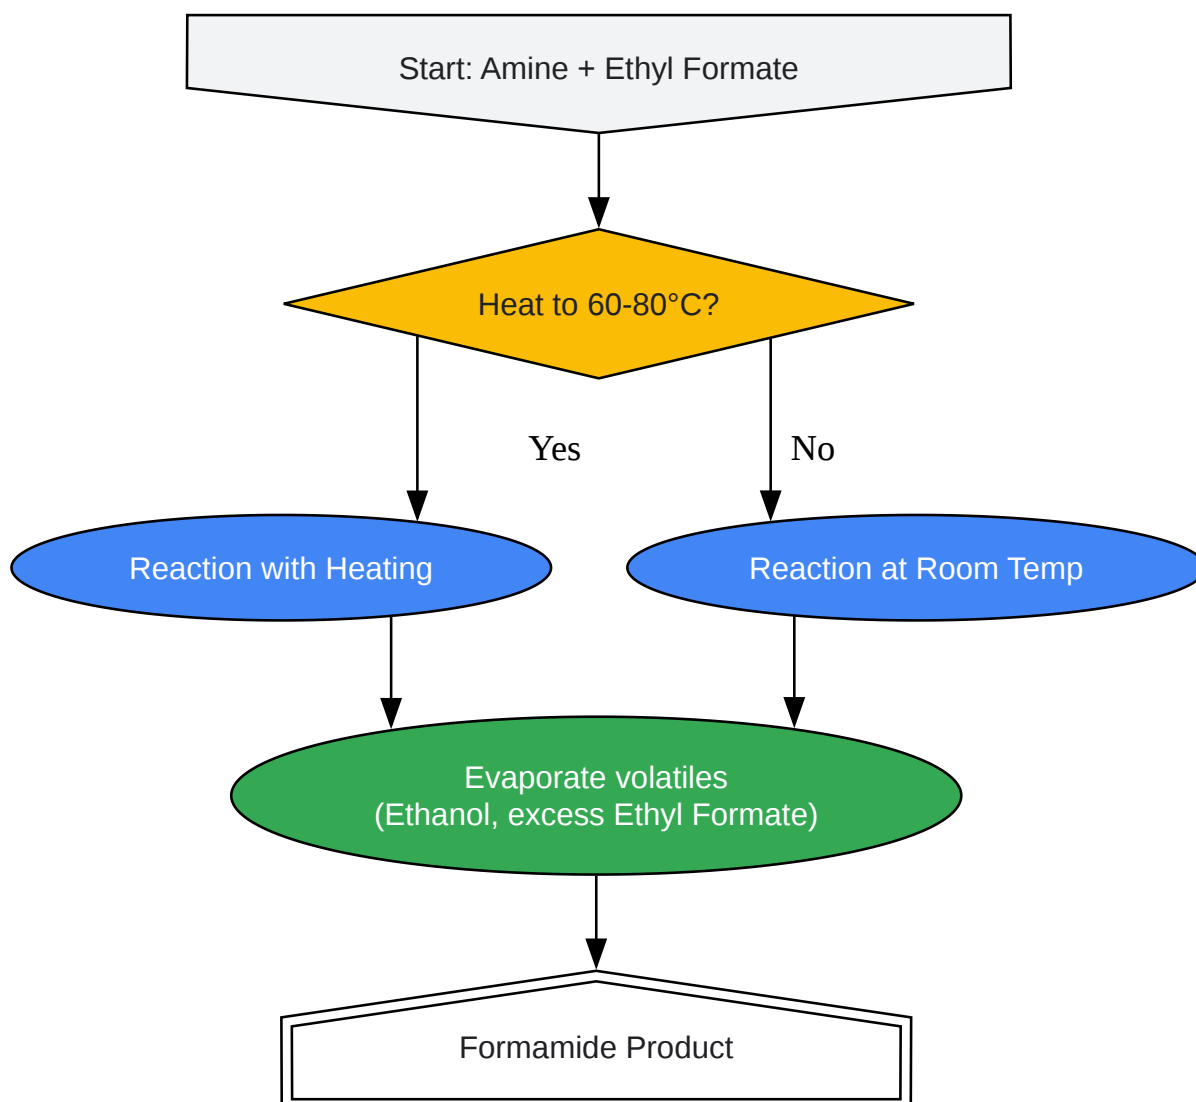 Start: Amine + Ethyl Formate
Heat to 60-80°C?
Yes
No
Reaction with Heating
Reaction at Room Temp
Evaporate volatiles
(Ethanol, excess Ethyl Formate)
Formamide Product